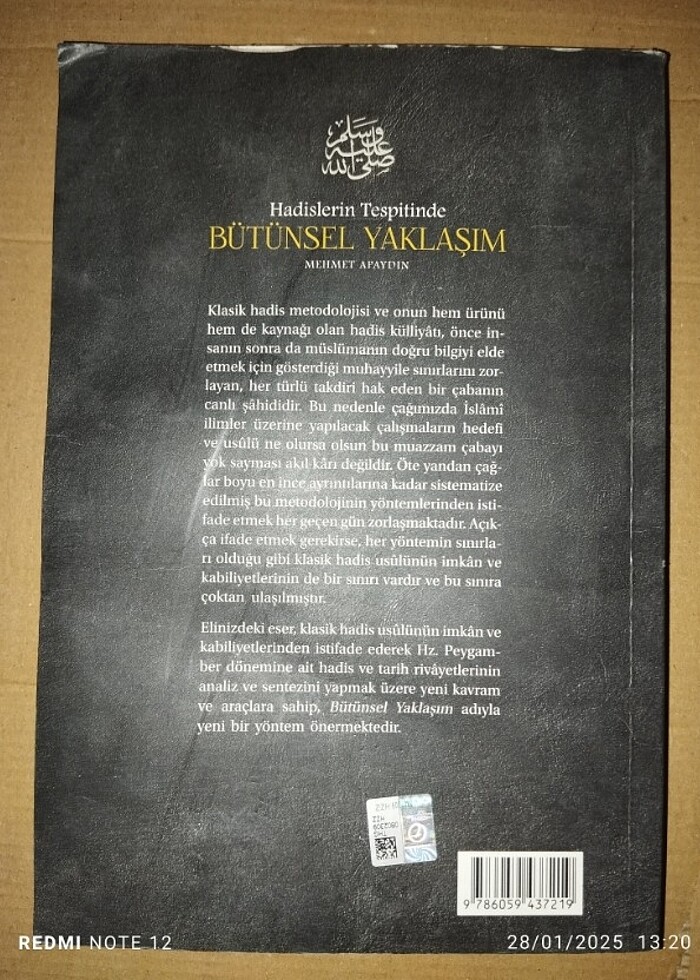 صلى الله
عليه
وسلم
Hadislerin Tespitinde
BÜTÜNSEL YAKLAŞIM
MEHMET APAYDIN
Klasik hadis metodolojisi ve onun hem ürünü
hem de kaynağı olan hadis külliyâtı, önce in-
sanın sonra da müslümanın doğru bilgiyi elde
etmek için gösterdiği muhayyile sınırlarını zor-
layan, her türlü takdiri hak eden bir çabanın
canlı şâhididir. Bu nedenle çağımızda İslâmî
ilimler üzerine yapılacak çalışmaların hedefi
ve usûlü ne olursa olsun bu muazzam çabayı
yok sayması akıl kârı değildir. Öte yandan çağ-
lar boyu en ince ayrıntılarına kadar sistematize
edilmiş bu metodolojinin yöntemlerinden isti-
fade etmek her geçen gün zorlaşmaktadır. Açık-
ça ifade etmek gerekirse, her yöntemin sınırla-
rı olduğu gibi klasik hadis usûlünün imkân ve
kabiliyetlerinin de bir sınırı vardır ve bu sınıra
çoktan ulaşılmıştır.
Elinizdeki eser, klasik hadis usûlünün imkân ve
kabiliyetlerinden istifade ederek Hz. Peygam-
ber dönemine ait hadis ve tarih rivâyetlerinin
analiz ve sentezini yapmak üzere yeni kavram
ve araçlara sahip, Bütünsel Yaklaşım adıyla
yeni bir yöntem önermektedir.
9 786059 437219
REDMI NOTE 12
28/01/2025 13:20